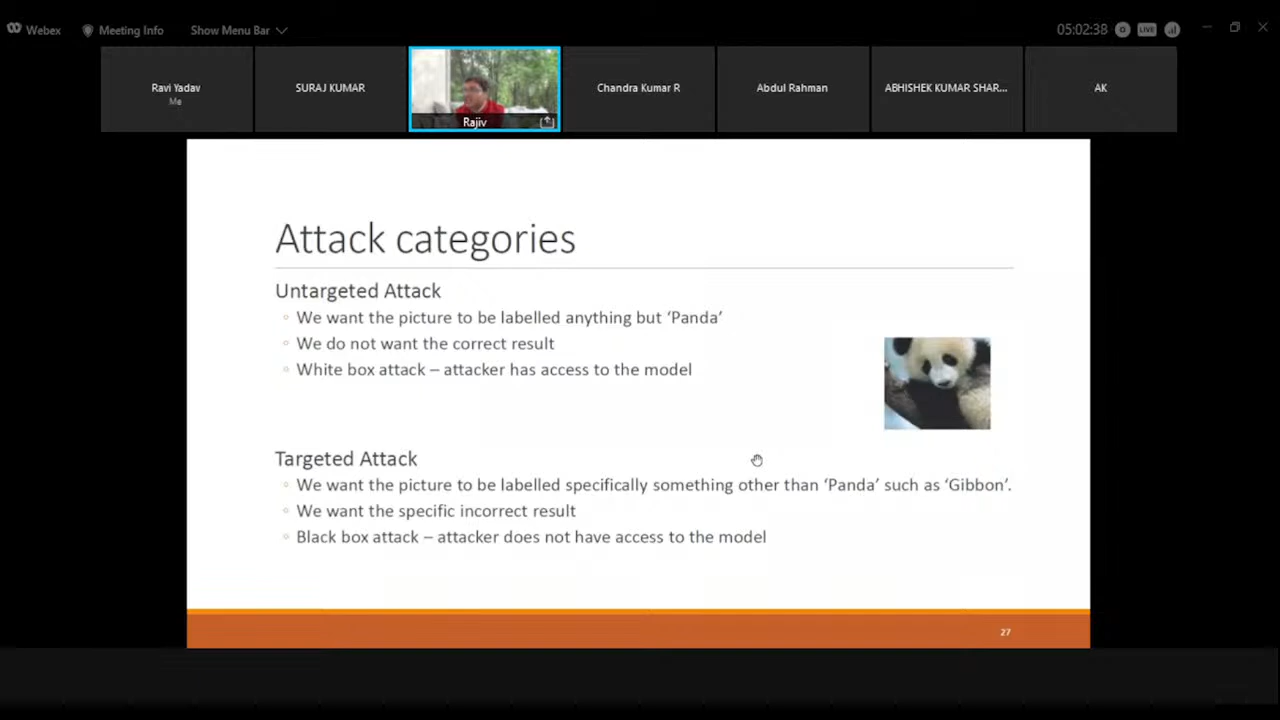 Webex
Meeting Info
Show Menu Bar
05:02:38
LIVE
Ravi Yadav
Me
SURAJ KUMAR
Rajiv
Chandra Kumar R
Abdul Rahman
ABHISHEK KUMAR SHAR...
AK
Attack categories
Untargeted Attack
We want the picture to be labelled anything but ‘Panda’
We do not want the correct result
White box attack – attacker has access to the model
Targeted Attack
We want the picture to be labelled specifically something other than ‘Panda’ such as ‘Gibbon’.
We want the specific incorrect result
Black box attack – attacker does not have access to the model
27